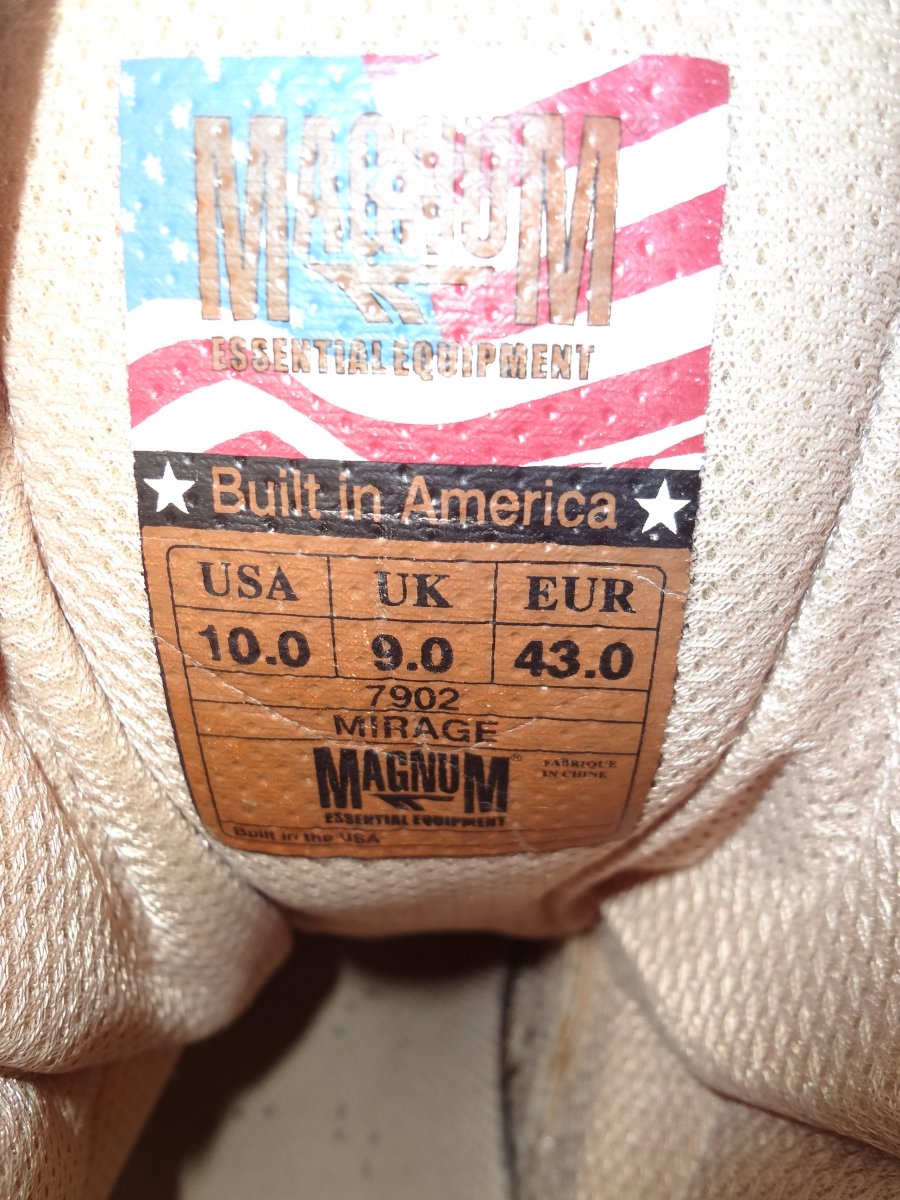 MAGNUM
ESSENTIAL EQUIPMENT
Built in America
USA UK EUR
10.0 9.0 43.0
7902
MIRAGE
MAGNUM®
FABRIQUE
IN CHINE
ESSENTIAL EQUIPMENT
Built in the USA